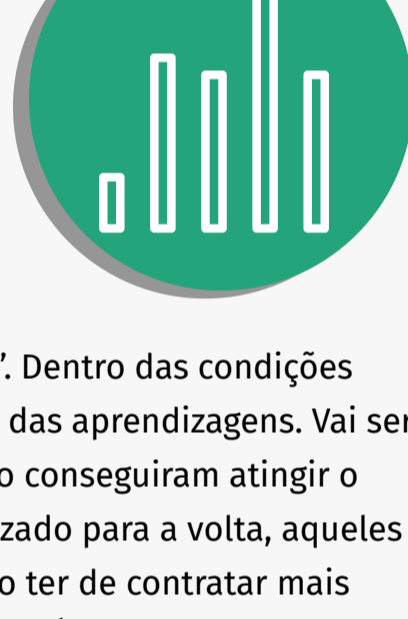 ”. Dentro das condições
das aprendizagens. Vai ser
o conseguiram atingir o
zado para a volta, aqueles
o ter de contratar mais